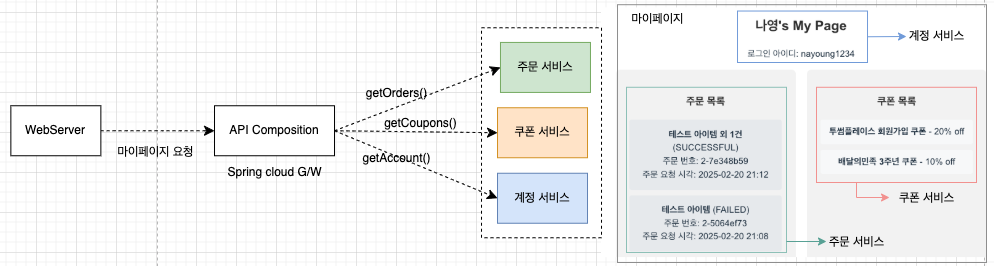 WebServer
마이페이지 요청
API Composition
Spring cloud G/W
getOrders()
getCoupons()
getAccount()
주문 서비스
쿠폰 서비스
계정 서비스
마이페이지
나영's My Page
로그인 아이디: nayoung1234
계정 서비스
주문 목록
테스트 아이템 외 1건
(SUCCESSFUL)
주문 번호: 2-7e348b59
주문 요청 시각: 2025-02-20 21:12
테스트 아이템 (FAILED)
주문 번호: 2-5064ef73
주문 요청 시각: 2025-02-20 21:08
주문 서비스
쿠폰 목록
투썸플레이스 회원가입 쿠폰 - 20% off
배달의민족 3주년 쿠폰 - 10% off
쿠폰 서비스